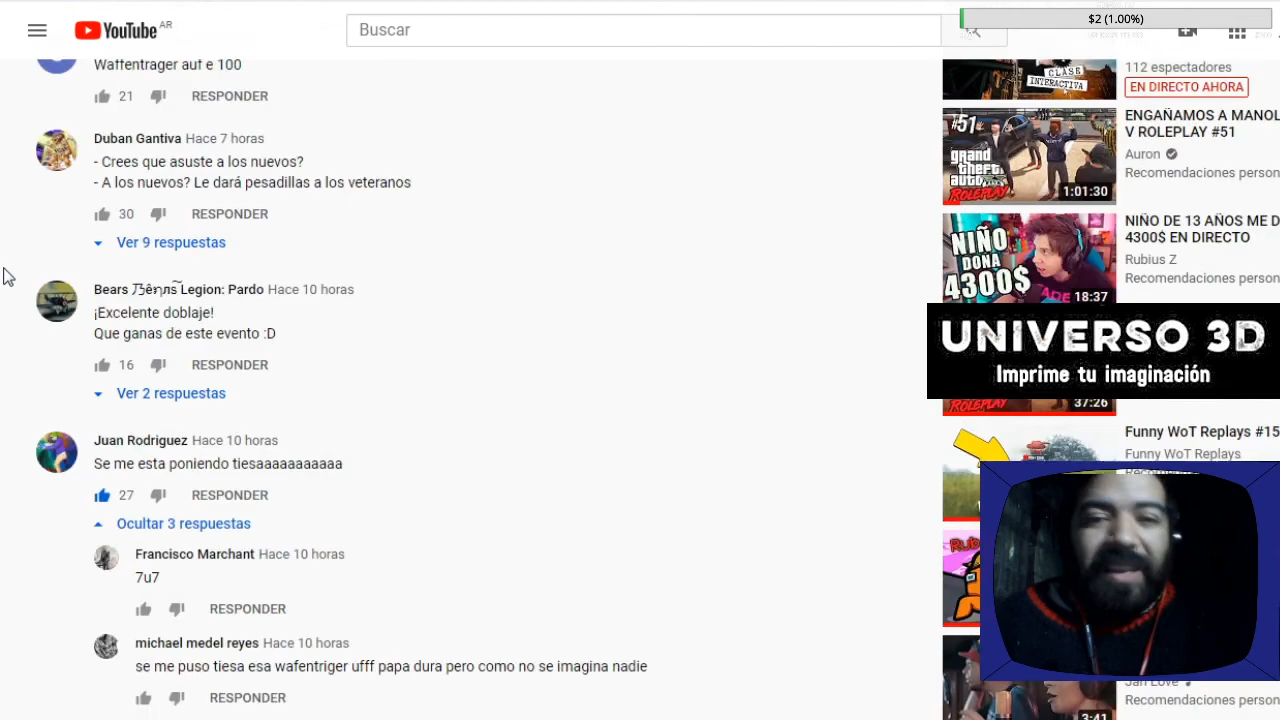 YouTube AR
Buscar
$2 (1.00%)
Waffentrager auf e 100
21 RESPONDER
Duban Gantiva Hace 7 horas
- Crees que asuste a los nuevos?
- A los nuevos? Le dará pesadillas a los veteranos
30 RESPONDER
Ver 9 respuestas
Legion: Pardo Hace 10 horas
¡Excelente doblaje!
Que ganas de este evento :D
16 RESPONDER
Ver 2 respuestas
Juan Rodriguez Hace 10 horas
Se me esta poniendo tiesaaaaaaaaaaa
27 RESPONDER
Ocultar 3 respuestas
Francisco Marchant Hace 10 horas
7u7
RESPONDER
michael medel reyes Hace 10 horas
se me puso tiesa esa wafentriger ufff papa dura pero como no se imagina nadie
RESPONDER
CLASE
INTERACTIVA
112 espectadores
EN DIRECTO AHORA
#51
grand
theft
auto
ROLEPLAY
1:01:30
ENGAÑAMOS A MANOL
V ROLEPLAY #51
Auron
Recomendaciones person
NIÑO
DONA
4300$
18:37
NIÑO DE 13 AÑOS ME D
4300$ EN DIRECTO
Rubius Z
Recomendaciones person
UNIVERSO 3D
Imprime tu imaginación
ROLEPLAY
37:26
Funny WoT Replays #15
Funny WoT Replays
Jan Love
Recomendaciones person
3:41